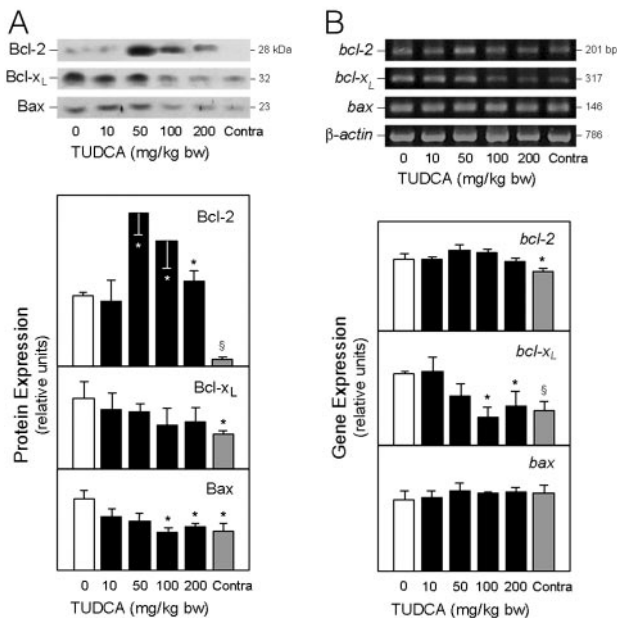 A
Bcl-2
28 kDa
Bcl-xL
32
Bax
23
0 10 50 100 200 Contra
TUDCA (mg/kg bw)
Protein Expression
(relative units)
Bcl-2
*
*
*
§
Bcl-xL
*
Bax
* * *
0 10 50 100 200 Contra
TUDCA (mg/kg bw)
B
bcl-2
201 bp
bcl-xL
317
bax
146
β-actin
786
0 10 50 100 200 Contra
TUDCA (mg/kg bw)
Gene Expression
(relative units)
bcl-2
*
bcl-xL
* * §
bax
0 10 50 100 200 Contra
TUDCA (mg/kg bw)